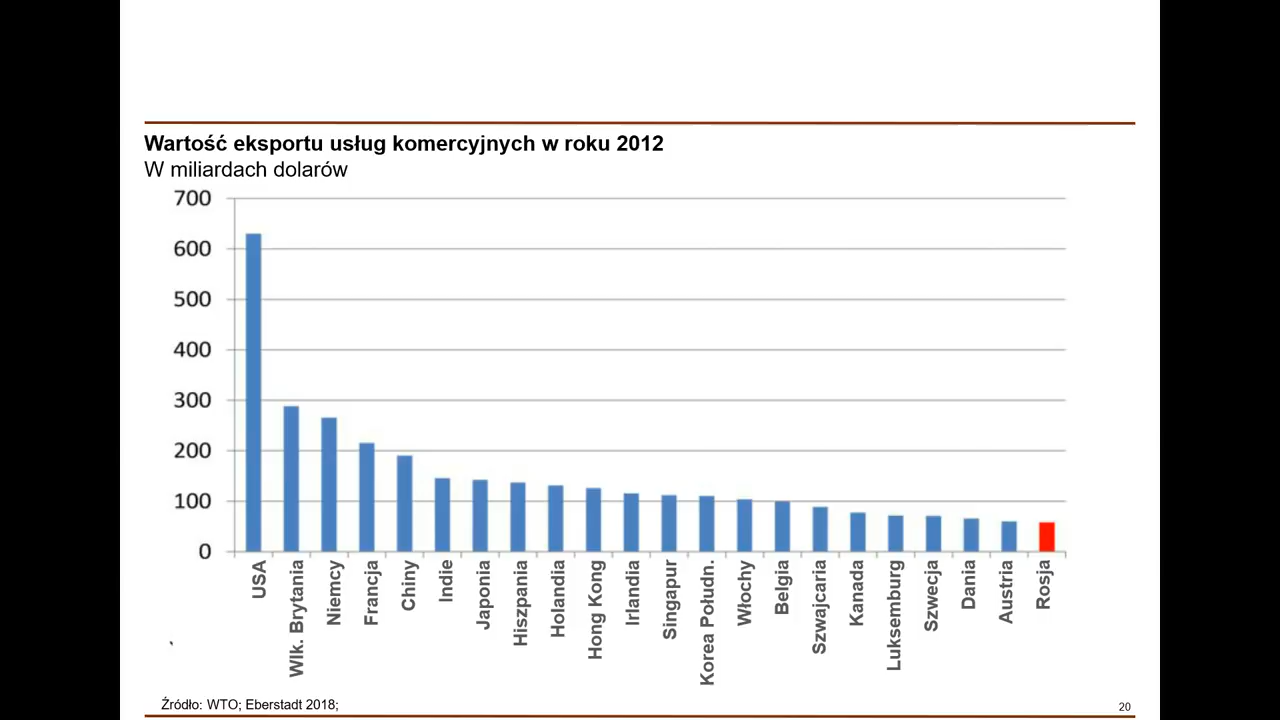 Wartość eksportu usług komercyjnych w roku 2012
W miliardach dolarów
700
600
500
400
300
200
100
0
USA
Wlk. Brytania
Niemcy
Francja
Chiny
Indie
Japonia
Hiszpania
Holandia
Hong Kong
Irlandia
Singapur
Korea Połudn.
Włochy
Belgia
Szwajcaria
Kanada
Luksemburg
Szwecja
Dania
Austria
Rosja
Źródło: WTO; Eberstadt 2018;
20